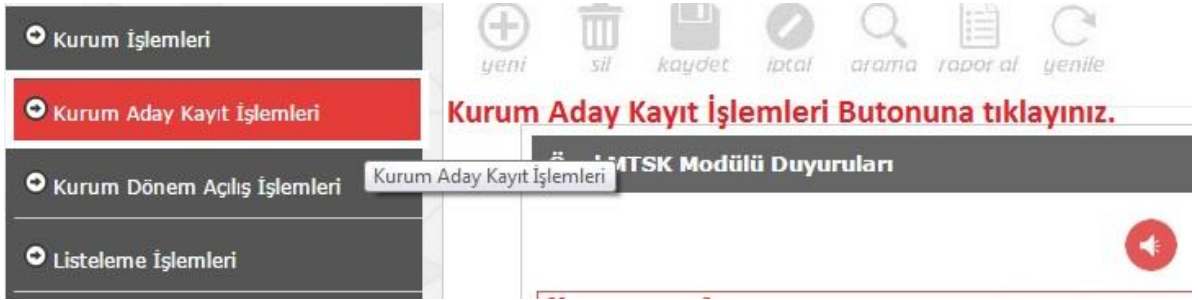 Kurum İşlemleri
Kurum Aday Kayıt İşlemleri
Kurum Dönem Açılış İşlemleri
Listeleme İşlemleri
yeni sil kaydet iptal arama rapor al yenile
Kurum Aday Kayıt İşlemleri Butonuna tıklayınız.
MTSK Modülü Duyuruları
Kurum Aday Kayıt İşlemleri